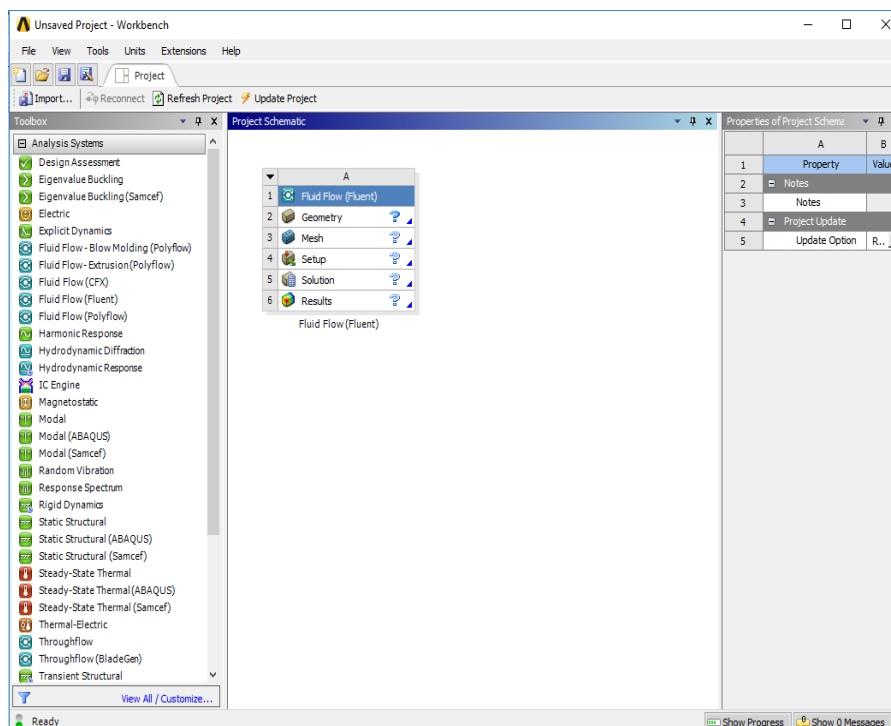 Unsaved Project - Workbench
File View Tools Units Extensions Help
Project
Import... Reconnect Refresh Project Update Project
Toolbox
Analysis Systems
Design Assessment
Eigenvalue Buckling
Eigenvalue Buckling (Samcef)
Electric
Explicit Dynamics
Fluid Flow - Blow Molding (Polyflow)
Fluid Flow - Extrusion (Polyflow)
Fluid Flow (CFX)
Fluid Flow (Fluent)
Fluid Flow (Polyflow)
Harmonic Response
Hydrodynamic Diffraction
Hydrodynamic Response
IC Engine
Magnetostatic
Modal
Modal (ABAQUS)
Modal (Samcef)
Random Vibration
Response Spectrum
Rigid Dynamics
Static Structural
Static Structural (ABAQUS)
Static Structural (Samcef)
Steady-State Thermal
Steady-State Thermal (ABAQUS)
Steady-State Thermal (Samcef)
Thermal-Electric
Throughflow
Throughflow (BladeGen)
Transient Structural
View All / Customize...
Project Schematic
A
1 Fluid Flow (Fluent)
2 Geometry ?
3 Mesh ?
4 Setup ?
5 Solution ?
6 Results ?
Fluid Flow (Fluent)
Properties of Project Schema
A B
1 Property Value
2 Notes
3 Notes
4 Project Update
5 Update Option R...
Ready
Show Progress Show 0 Messages